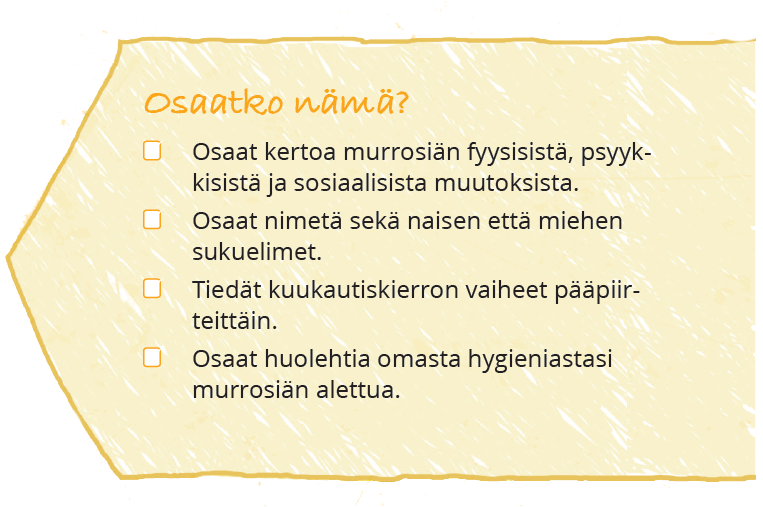 Osaatko nämä?
Osaat kertoa murrosiän fyysisistä, psyyk-
kisistä ja sosiaalisista muutoksista.
Osaat nimetä sekä naisen että miehen
sukuelimet.
Tiedät kuukautiskierron vaiheet pääpiir-
teittäin.
Osaat huolehtia omasta hygieniastasi
murrosiän alettua.